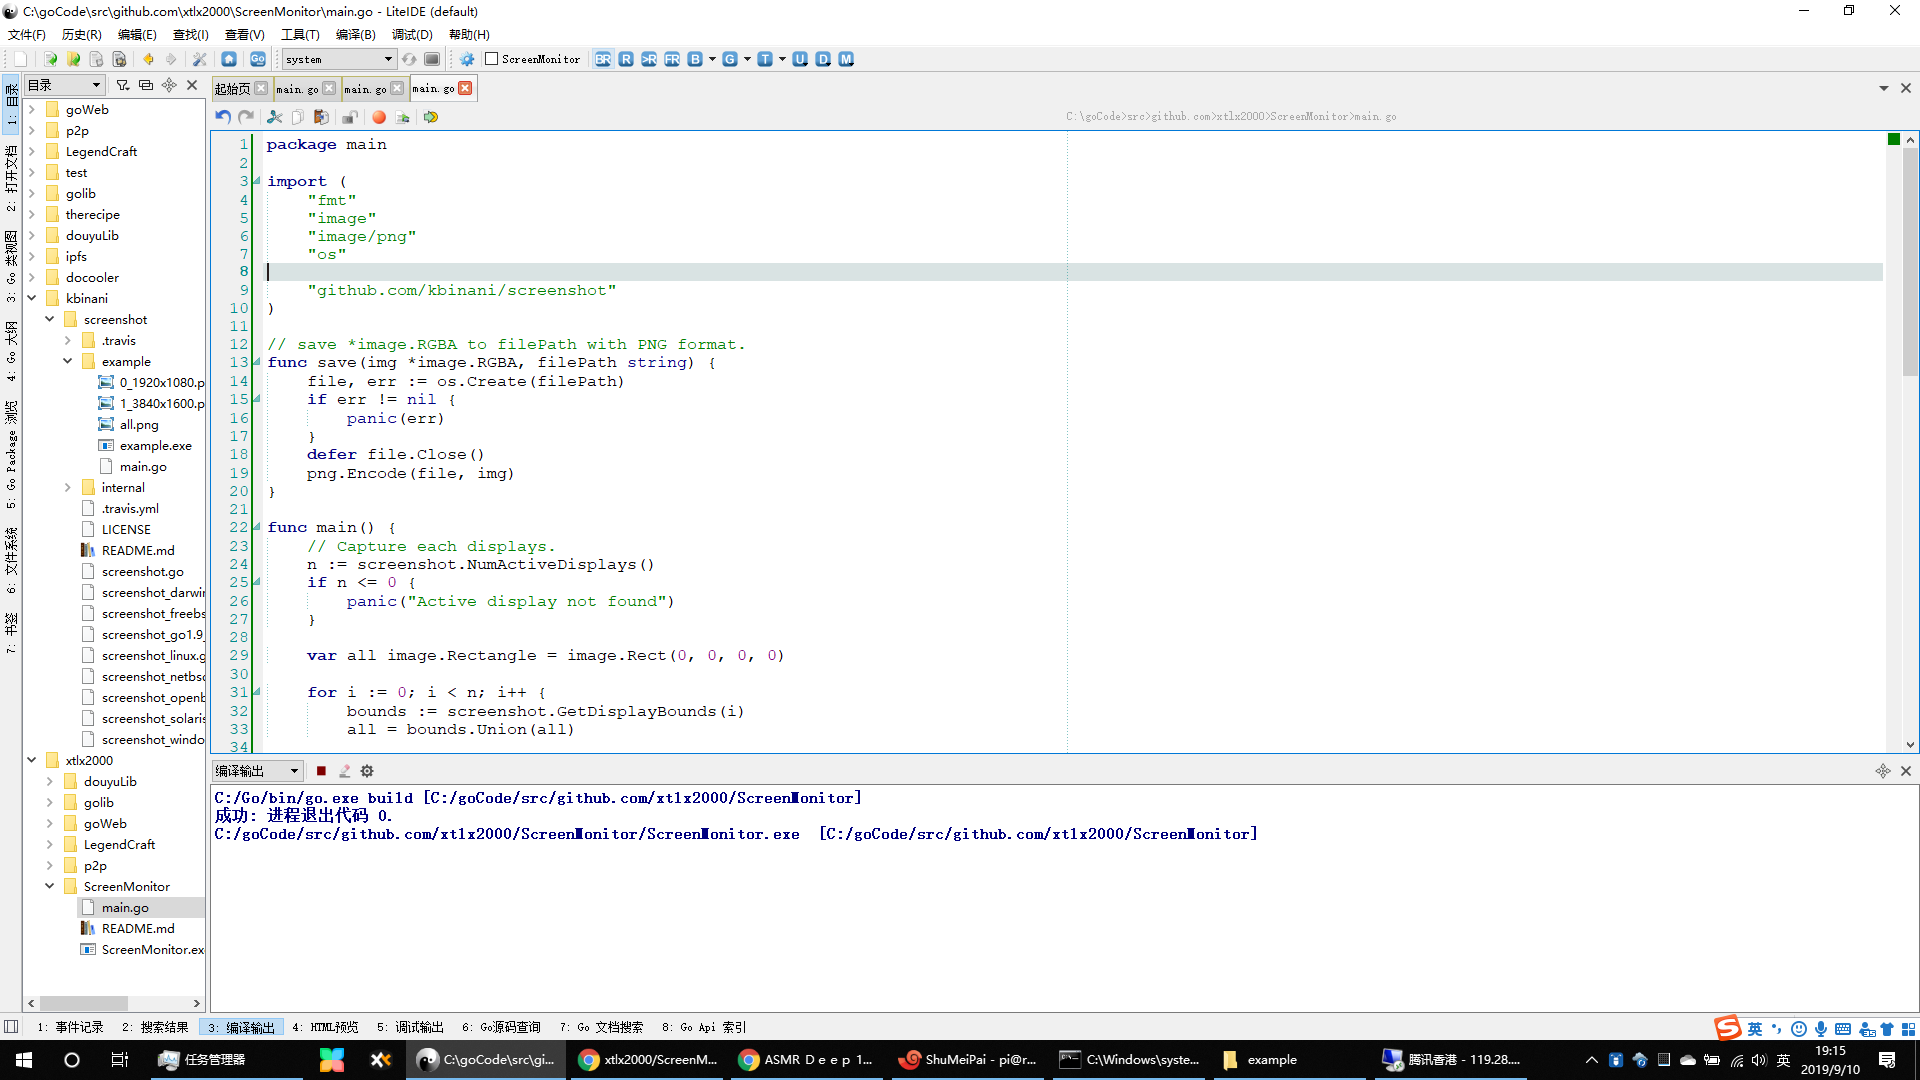 C:\goCode\src\github.com\xtlx2000\ScreenMonitor\main.go - LiteIDE (default)
文件(F) 历史(R) 编辑(E) 查找(I) 查看(V) 工具(T) 编译(B) 调试(D) 帮助(H)
system ScreenMonitor BR R >R FR B G T U D M
目录
起始页 main.go main.go main.go
C:\goCode>src>github.com>xtlx2000>ScreenMonitor>main.go
1: 目录
2: 打开文档
3: Go 类视图
4: Go 大纲
5: Go Package 浏览
6: 文件系统
7: 书签
goWeb
p2p
LegendCraft
test
golib
therecipe
douyuLib
ipfs
docooler
kbinani
screenshot
.travis
example
0_1920x1080.p
1_3840x1600.p
all.png
example.exe
main.go
internal
.travis.yml
LICENSE
README.md
screenshot.go
screenshot_darwi
screenshot_freebs
screenshot_go1.9_
screenshot_linux.g
screenshot_netbs
screenshot_openb
screenshot_solaris
screenshot_windo
xtlx2000
douyuLib
golib
goWeb
LegendCraft
p2p
ScreenMonitor
main.go
README.md
ScreenMonitor.ex
1 package main
2
3 import (
4 "fmt"
5 "image"
6 "image/png"
7 "os"
8
9 "github.com/kbinani/screenshot"
10 )
11
12 // save *image.RGBA to filePath with PNG format.
13 func save(img *image.RGBA, filePath string) {
14 file, err := os.Create(filePath)
15 if err != nil {
16 panic(err)
17 }
18 defer file.Close()
19 png.Encode(file, img)
20 }
21
22 func main() {
23 // Capture each displays.
24 n := screenshot.NumActiveDisplays()
25 if n <= 0 {
26 panic("Active display not found")
27 }
28
29 var all image.Rectangle = image.Rect(0, 0, 0, 0)
30
31 for i := 0; i < n; i++ {
32 bounds := screenshot.GetDisplayBounds(i)
33 all = bounds.Union(all)
34
编译输出
C:/Go/bin/go.exe build [C:/goCode/src/github.com/xtlx2000/ScreenMonitor]
成功: 进程退出代码 0.
C:/goCode/src/github.com/xtlx2000/ScreenMonitor/ScreenMonitor.exe [C:/goCode/src/github.com/xtlx2000/ScreenMonitor]
1: 事件记录 2: 搜索结果 3: 编译输出 4: HTML预览 5: 调试输出 6: Go源码查询 7: Go 文档搜索 8: Go Api 索引
英
任务管理器 C:\goCode\src\gi... xtlx2000/ScreenM... ASMR D e e p 1... ShuMeiPai - pi@r... C:\Windows\syste... example 腾讯香港 - 119.28.... 英
19:15
2019/9/10